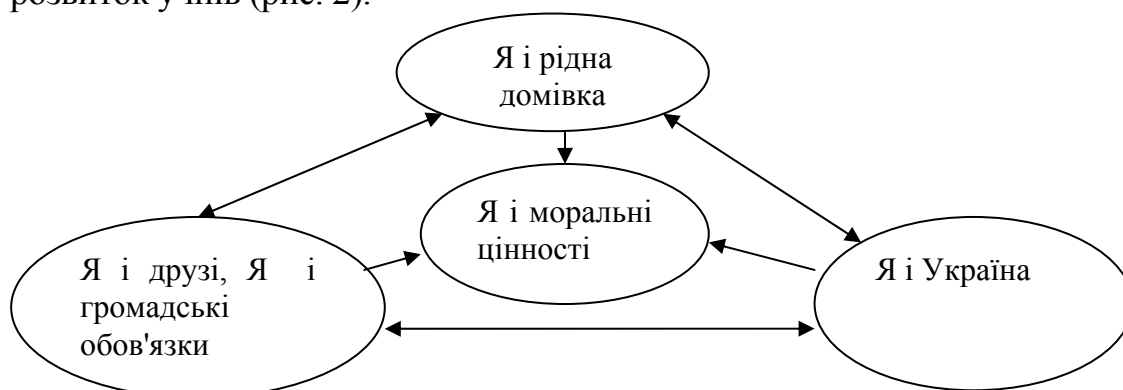 розвиток учнів (рис. 2).
Я і рідна
домівка
Я і моральні
цінності
Я і друзі, Я і
громадські
обов'язки
Я і Україна